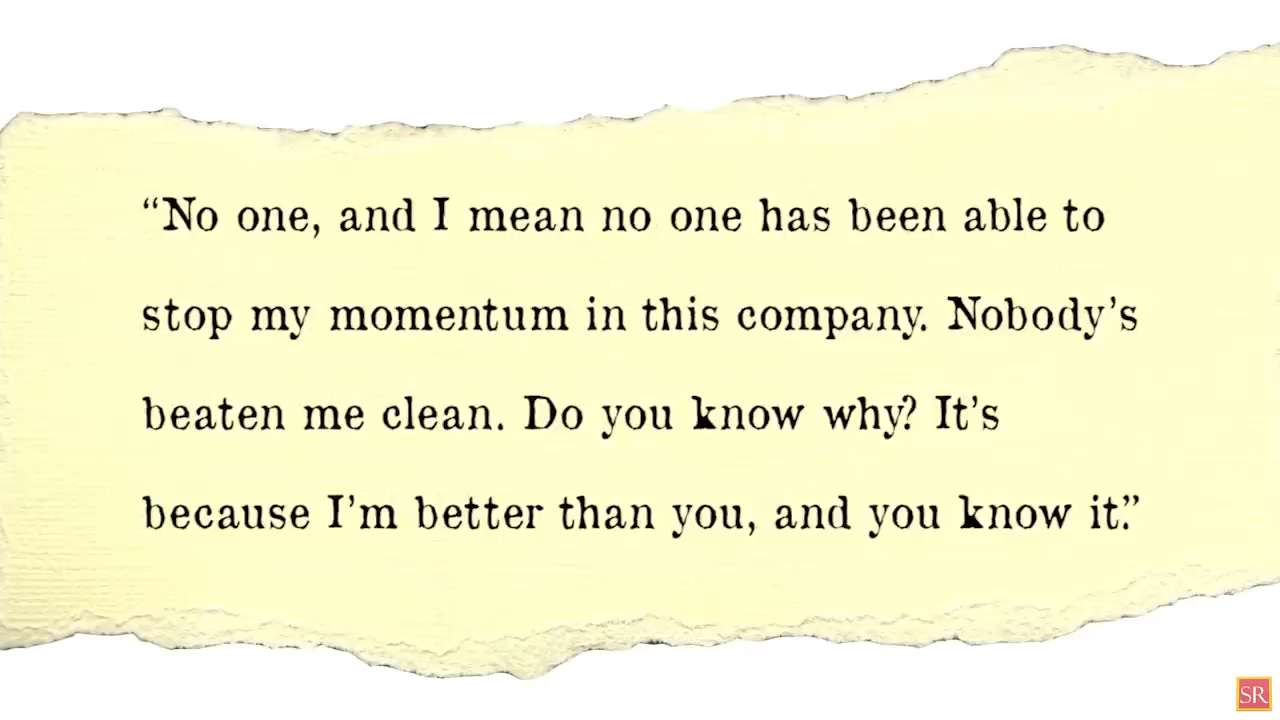 “No one, and I mean no one has been able to
stop my momentum in this company. Nobody’s
beaten me clean. Do you know why? It’s
because I’m better than you, and you know it.”
SR